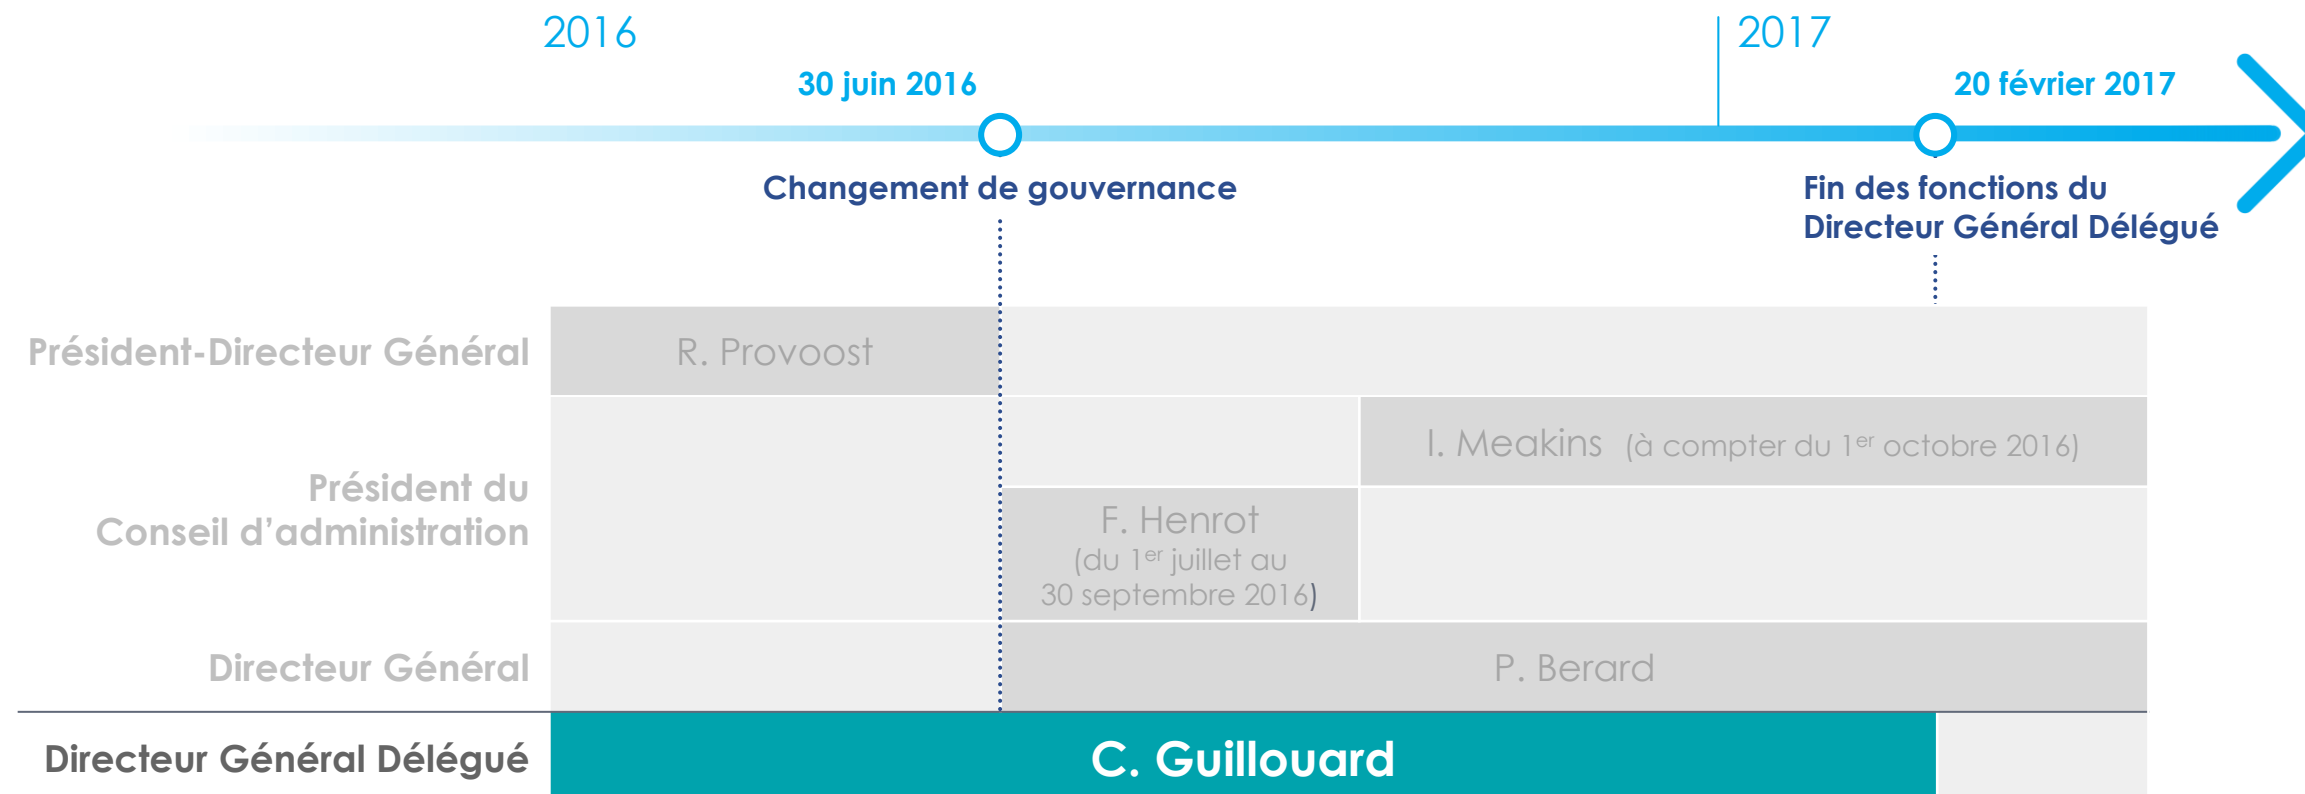 2016
2017
30 juin 2016
20 février 2017
Changement de gouvernance
Fin des fonctions du
Directeur Général Délégué
Président-Directeur Général
R. Provoost
I. Meakins (à compter du 1er octobre 2016)
Président du
Conseil d’administration
F. Henrot
(du 1er juillet au
30 septembre 2016)
Directeur Général
P. Berard
Directeur Général Délégué
C. Guillouard